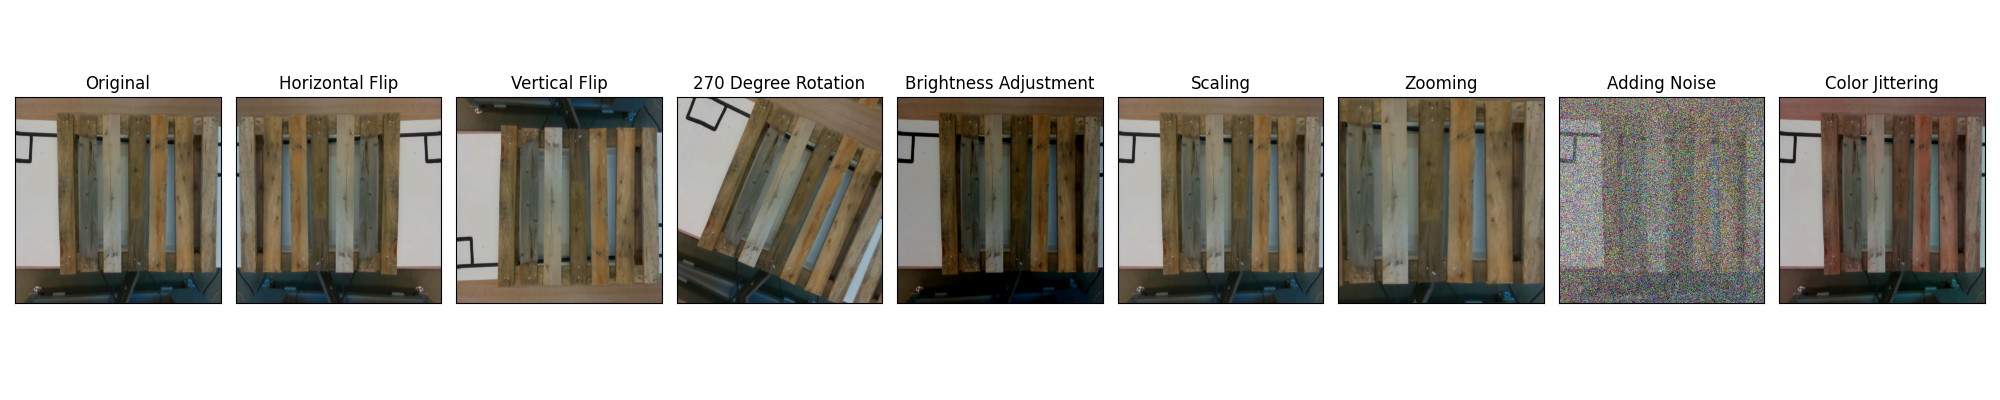 Original
Horizontal Flip
Vertical Flip
270 Degree Rotation
Brightness Adjustment
Scaling
Zooming
Adding Noise
Color Jittering